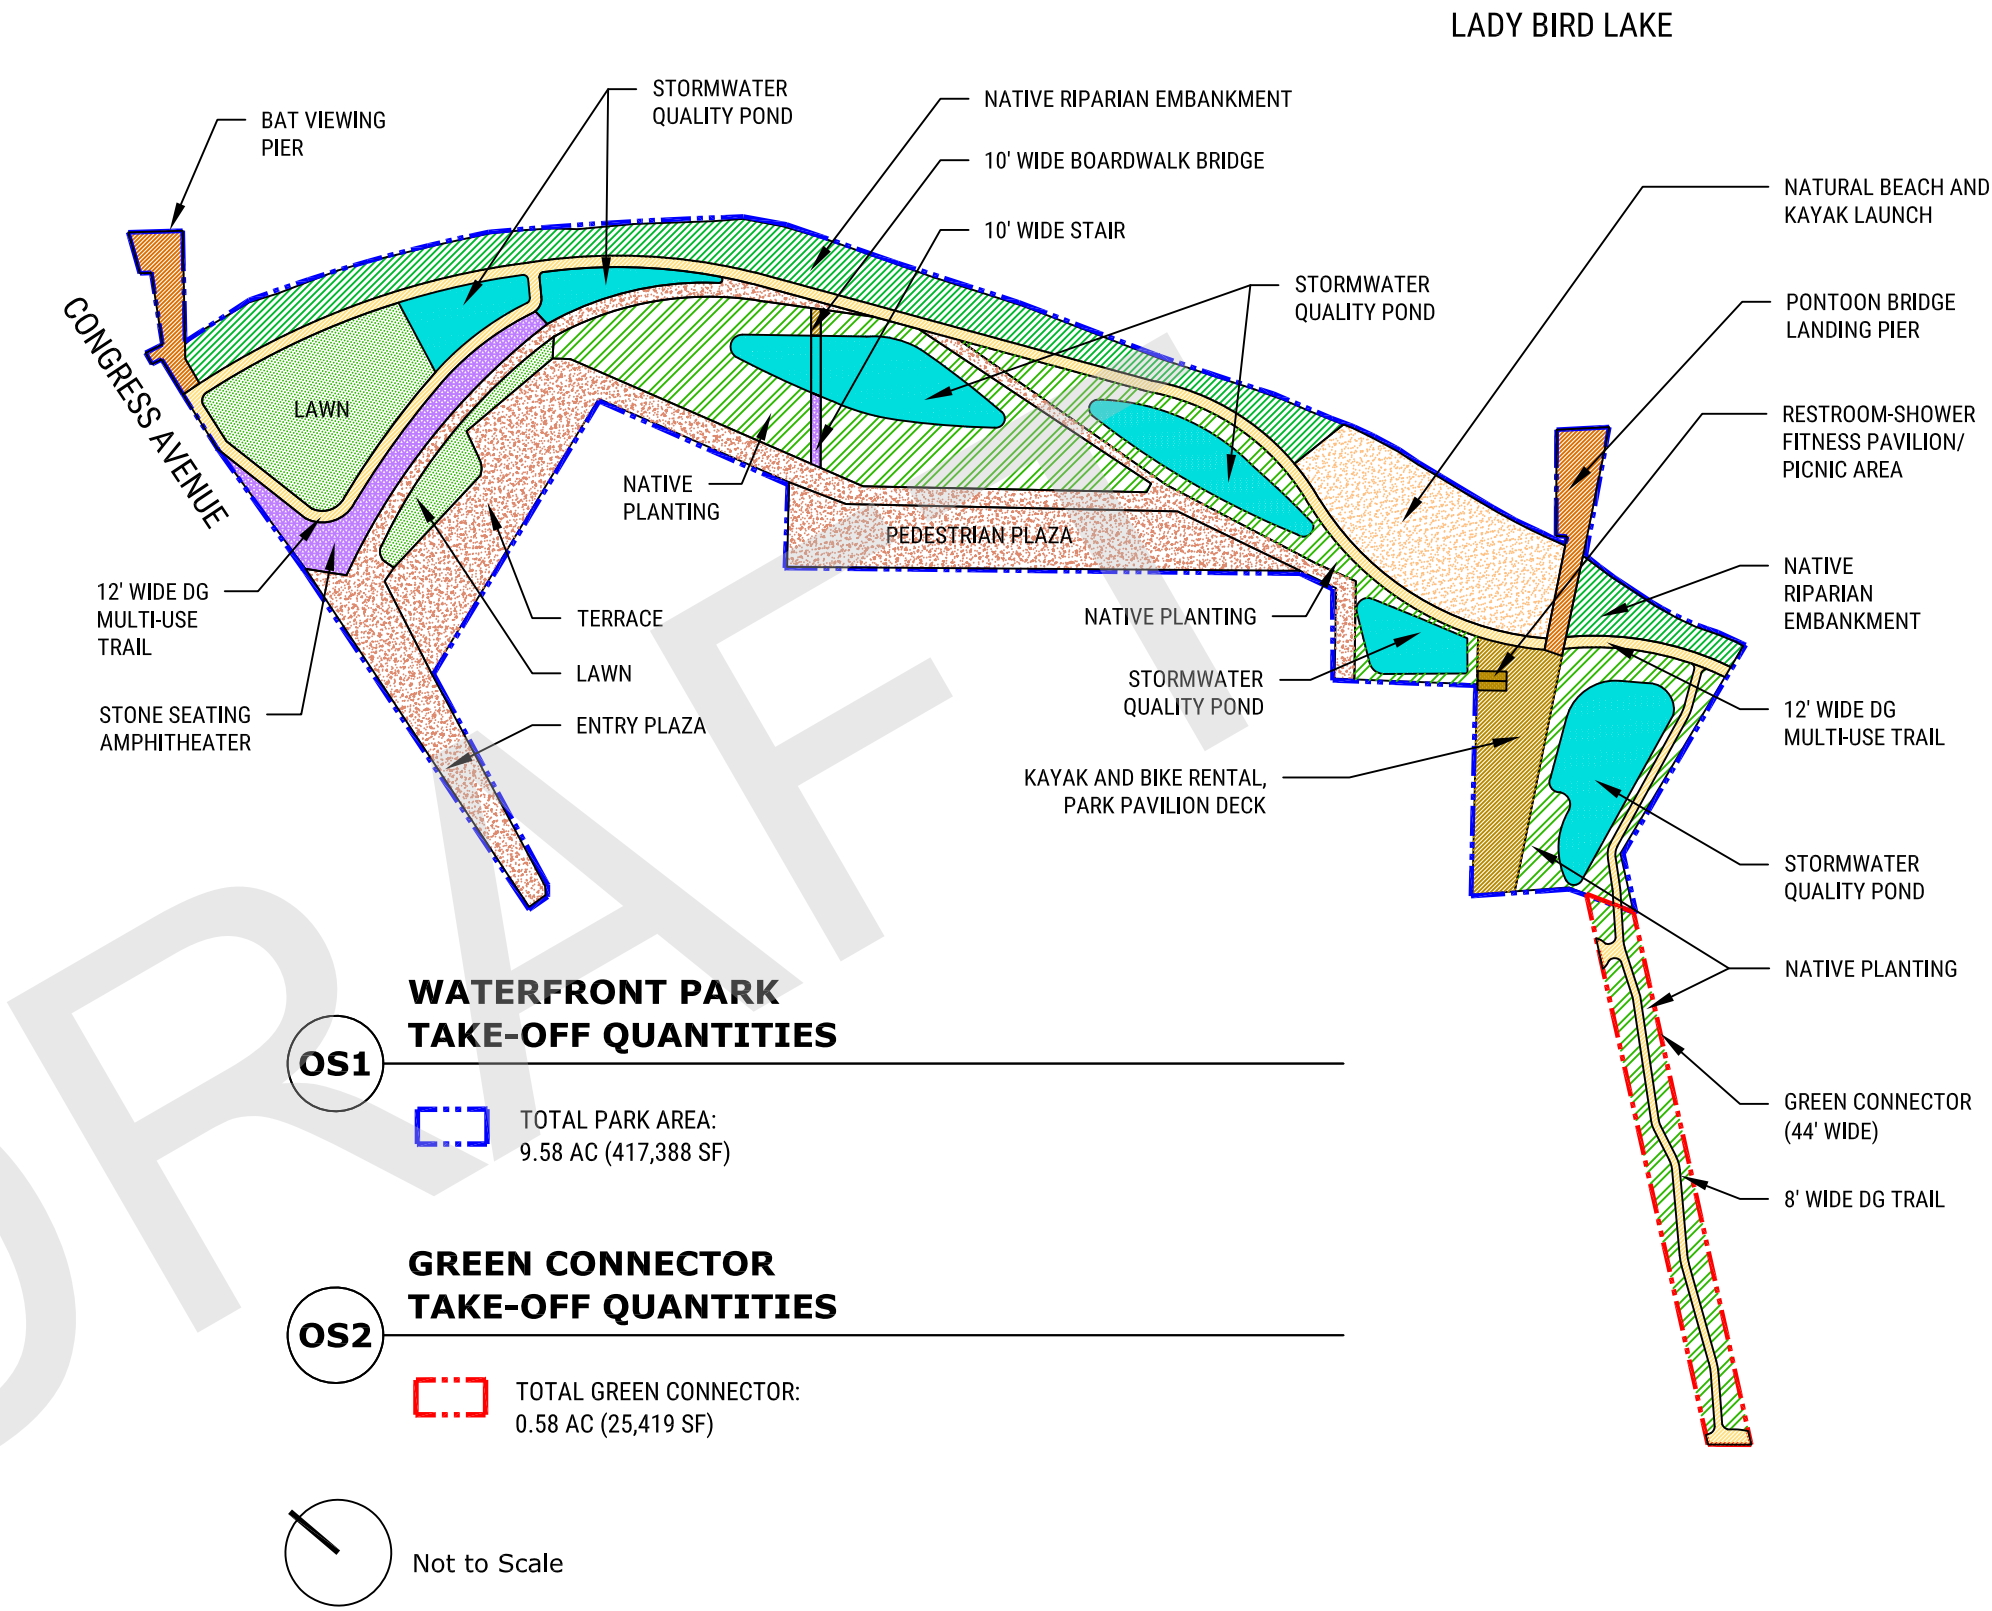 LADY BIRD LAKE
STORMWATER
QUALITY POND
NATIVE RIPARIAN EMBANKMENT
BAT VIEWING
PIER
10' WIDE BOARDWALK BRIDGE
NATURAL BEACH AND
KAYAK LAUNCH
10' WIDE STAIR
STORMWATER
QUALITY POND
PONTOON BRIDGE
LANDING PIER
CONGRESS AVENUE
LAWN
RESTROOM-SHOWER
FITNESS PAVILION/
PICNIC AREA
NATIVE
PLANTING
PEDESTRIAN PLAZA
12' WIDE DG
MULTI-USE
TRAIL
TERRACE
NATIVE PLANTING
NATIVE
RIPARIAN
EMBANKMENT
LAWN
STORMWATER
QUALITY POND
STONE SEATING
AMPHITHEATER
ENTRY PLAZA
12' WIDE DG
MULTI-USE TRAIL
KAYAK AND BIKE RENTAL,
PARK PAVILION DECK
STORMWATER
QUALITY POND
NATIVE PLANTING
GREEN CONNECTOR
(44' WIDE)
8' WIDE DG TRAIL
OS1
WATERFRONT PARK
TAKE-OFF QUANTITIES
TOTAL PARK AREA:
9.58 AC (417,388 SF)
OS2
GREEN CONNECTOR
TAKE-OFF QUANTITIES
TOTAL GREEN CONNECTOR:
0.58 AC (25,419 SF)
Not to Scale
DRAFT